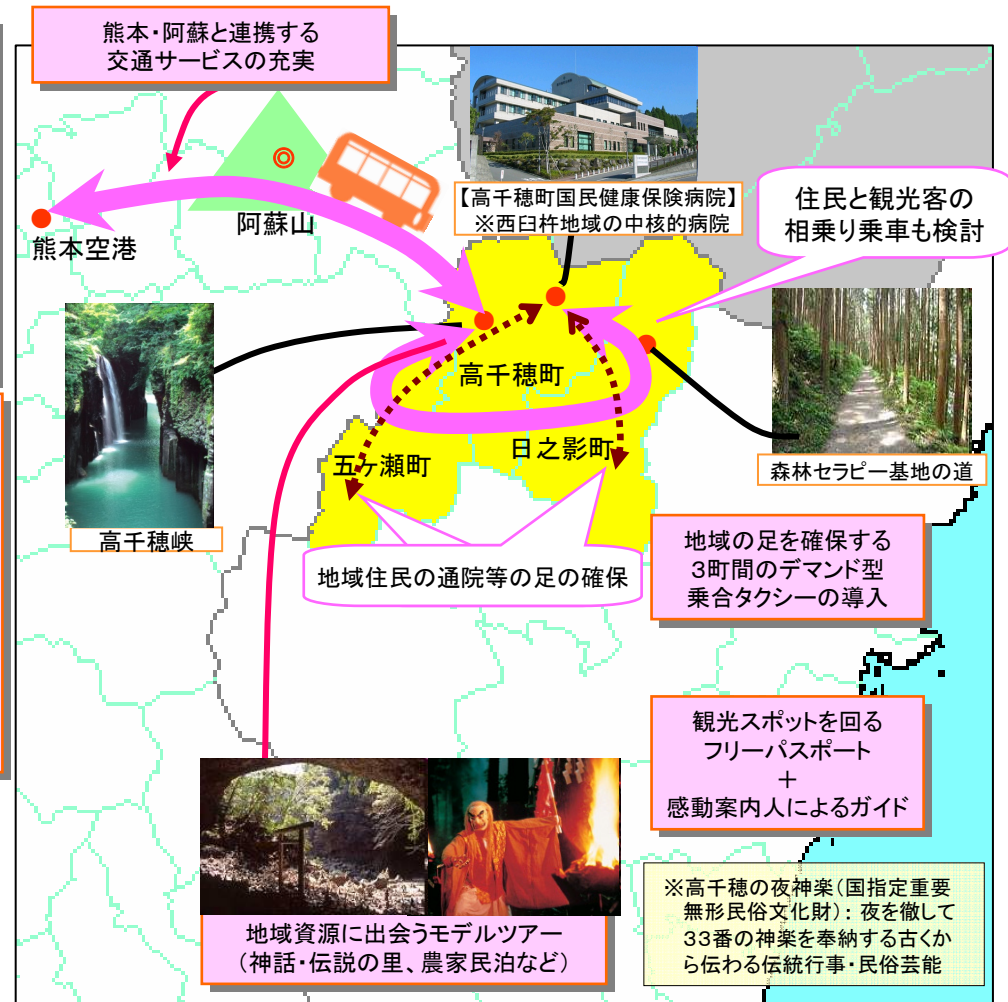 熊本・阿蘇と連携する
交通サービスの充実
阿蘇山
熊本空港
【高千穂町国民健康保険病院】
※西臼杵地域の中核的病院
住民と観光客の
相乗り乗車も検討
高千穂町
日之影町
五ヶ瀬町
高千穂峡
森林セラピー基地の道
地域住民の通院等の足の確保
地域の足を確保する
3町間のデマンド型
乗合タクシーの導入
観光スポットを回る
フリーパスポート
+
感動案内人によるガイド
地域資源に出会うモデルツアー
(神話・伝説の里、農家民泊など)
※高千穂の夜神楽(国指定重要
無形民俗文化財):夜を徹して
33番の神楽を奉納する古くか
ら伝わる伝統行事・民俗芸能